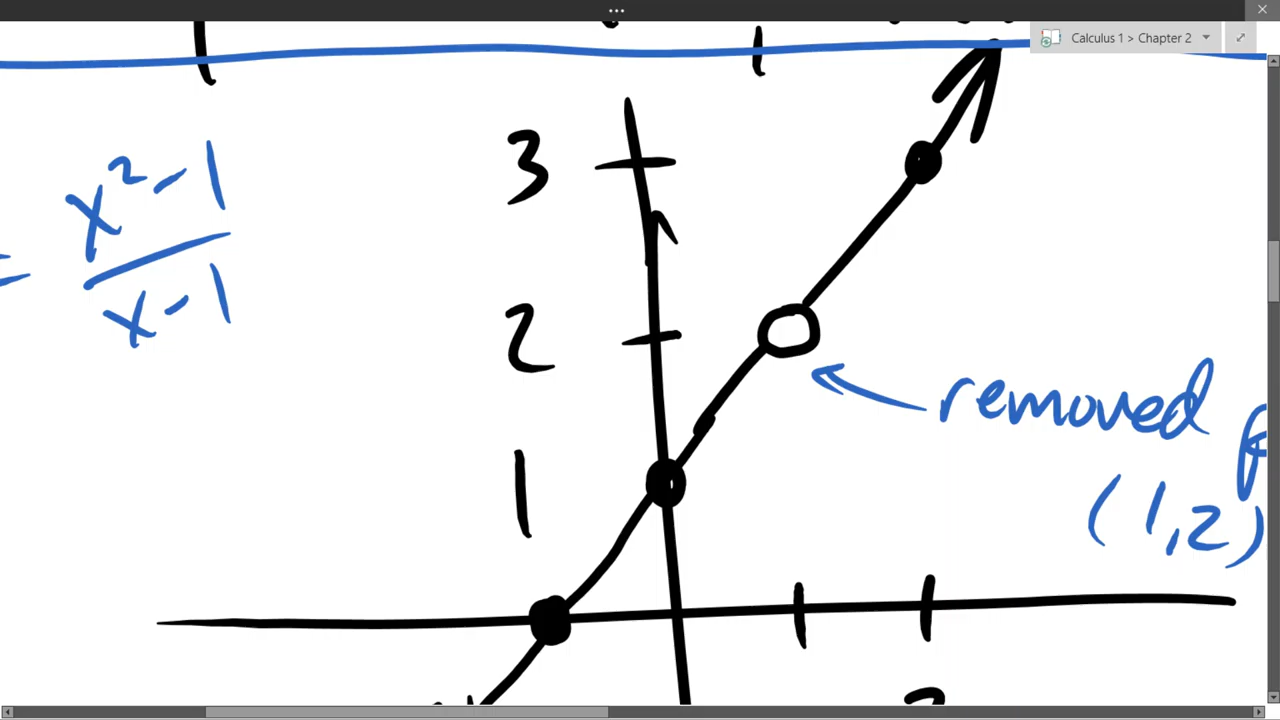 Calculus 1 > Chapter 2
3
= x² - 1
x - 1
2
removed
1
(1,2)